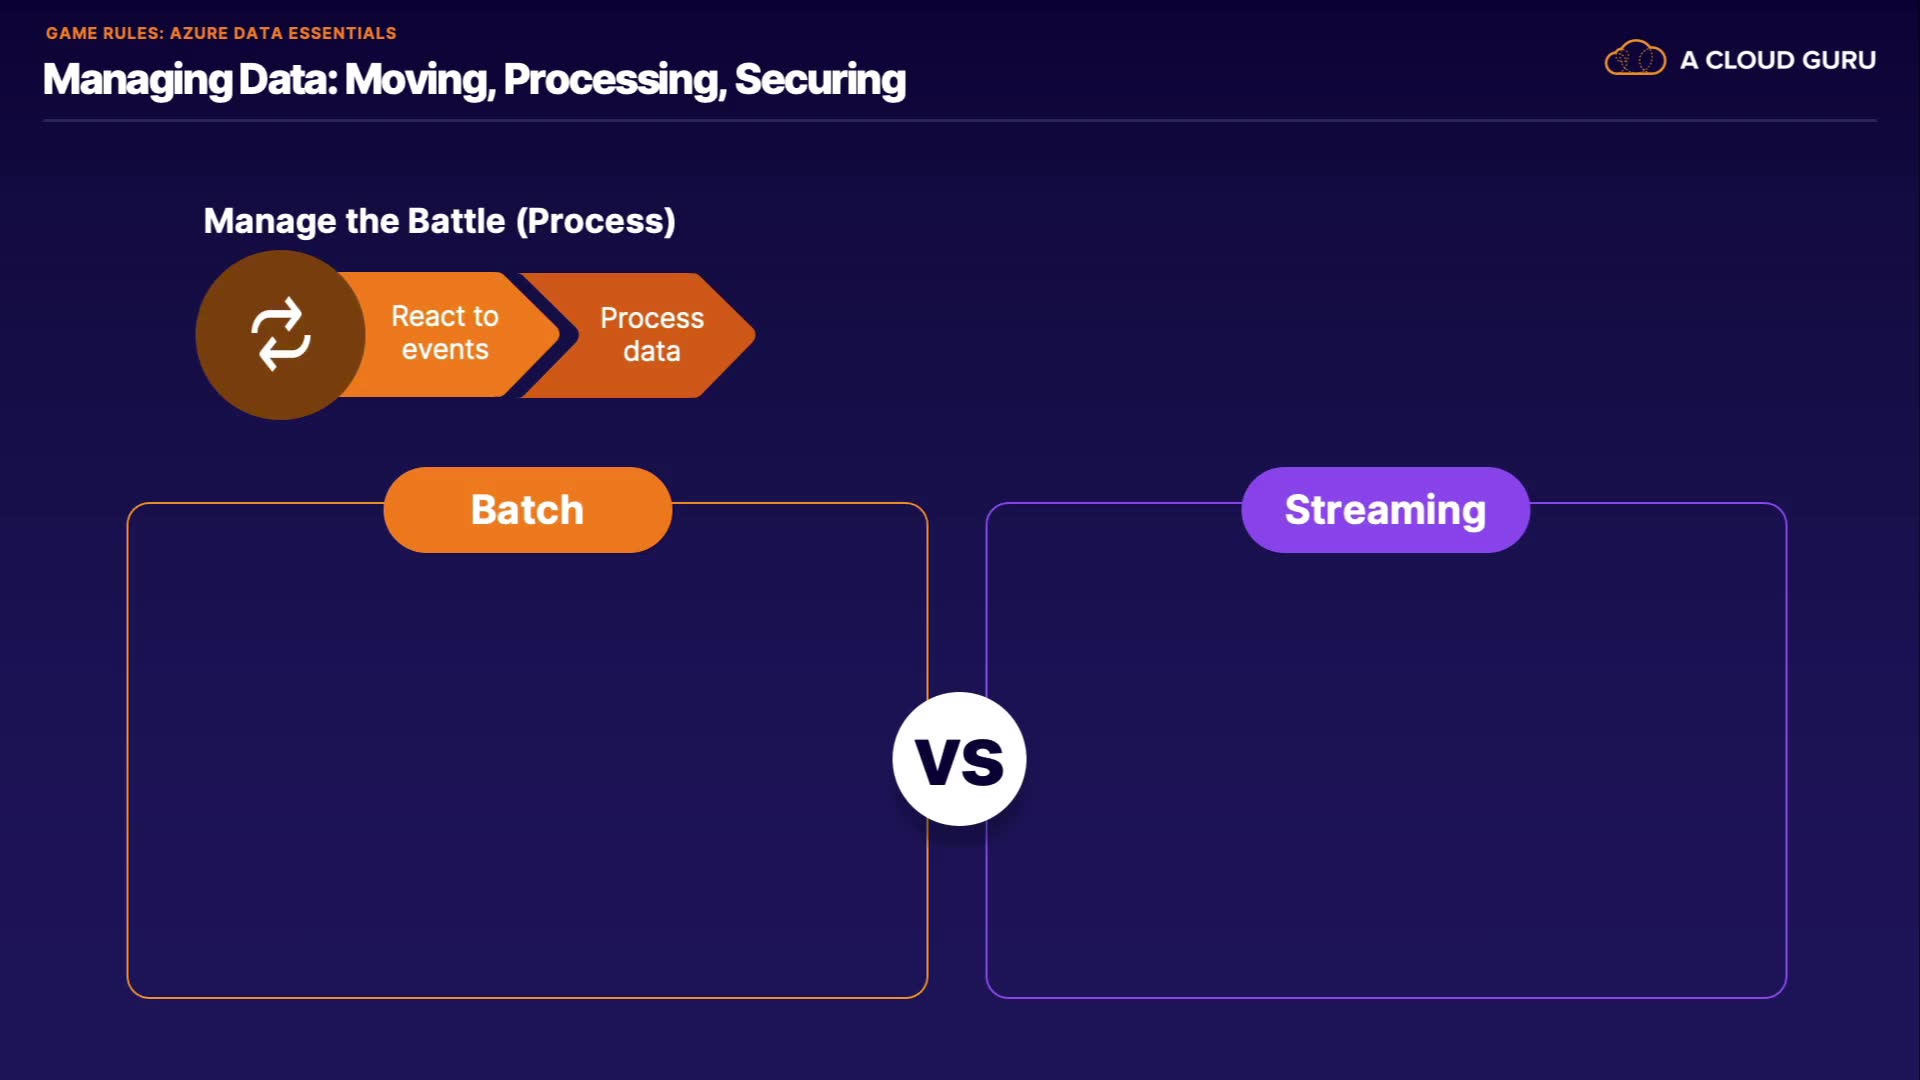 GAME RULES: AZURE DATA ESSENTIALS
Managing Data: Moving, Processing, Securing
A CLOUD GURU
Manage the Battle (Process)
React to
events
Process
data
Batch
Streaming
VS